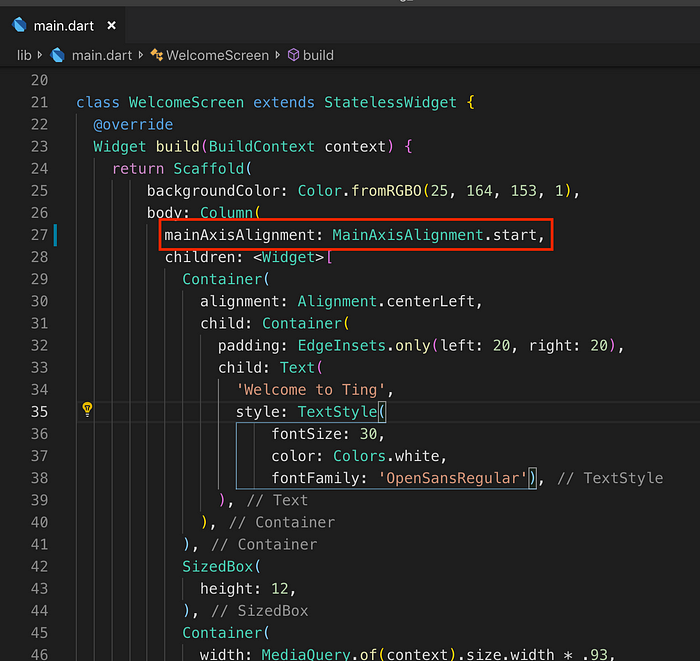 main.dart ×
lib main.dart WelcomeScreen build
20
21 class WelcomeScreen extends StatelessWidget {
22 @override
23 Widget build(BuildContext context) {
24 return Scaffold(
25 backgroundColor: Color.fromRGBO(25, 164, 153, 1),
26 body: Column(
27 mainAxisAlignment: MainAxisAlignment.start,
28 children: <Widget>[
29 Container(
30 alignment: Alignment.centerLeft,
31 child: Container(
32 padding: EdgeInsets.only(left: 20, right: 20),
33 child: Text(
34 'Welcome to Ting',
35 style: TextStyle(
36 fontSize: 30,
37 color: Colors.white,
38 fontFamily: 'OpenSansRegular'), // TextStyle
39 ), // Text
40 ), // Container
41 ), // Container
42 SizedBox(
43 height: 12,
44 ), // SizedBox
45 Container(
46 width: MediaQuery.of(context).size.width * .93,